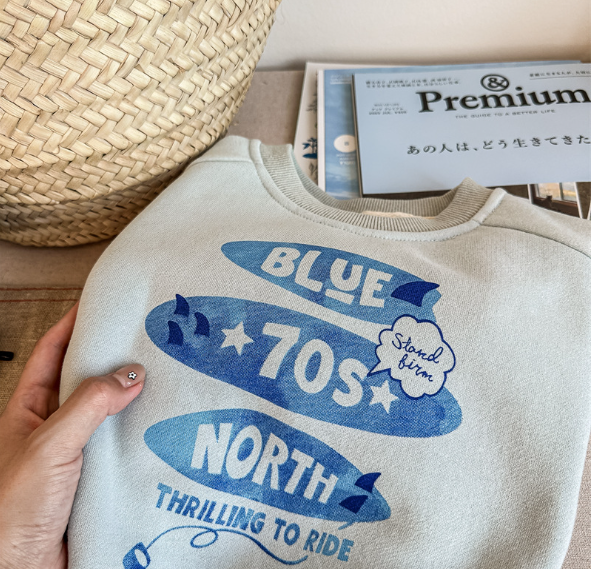 &
Premium
THE GUIDE TO A BETTER LIFE
あの人は、どう生きてきた
BLUE
70s
Stand
firm
NORTH
THRILLING TO RIDE